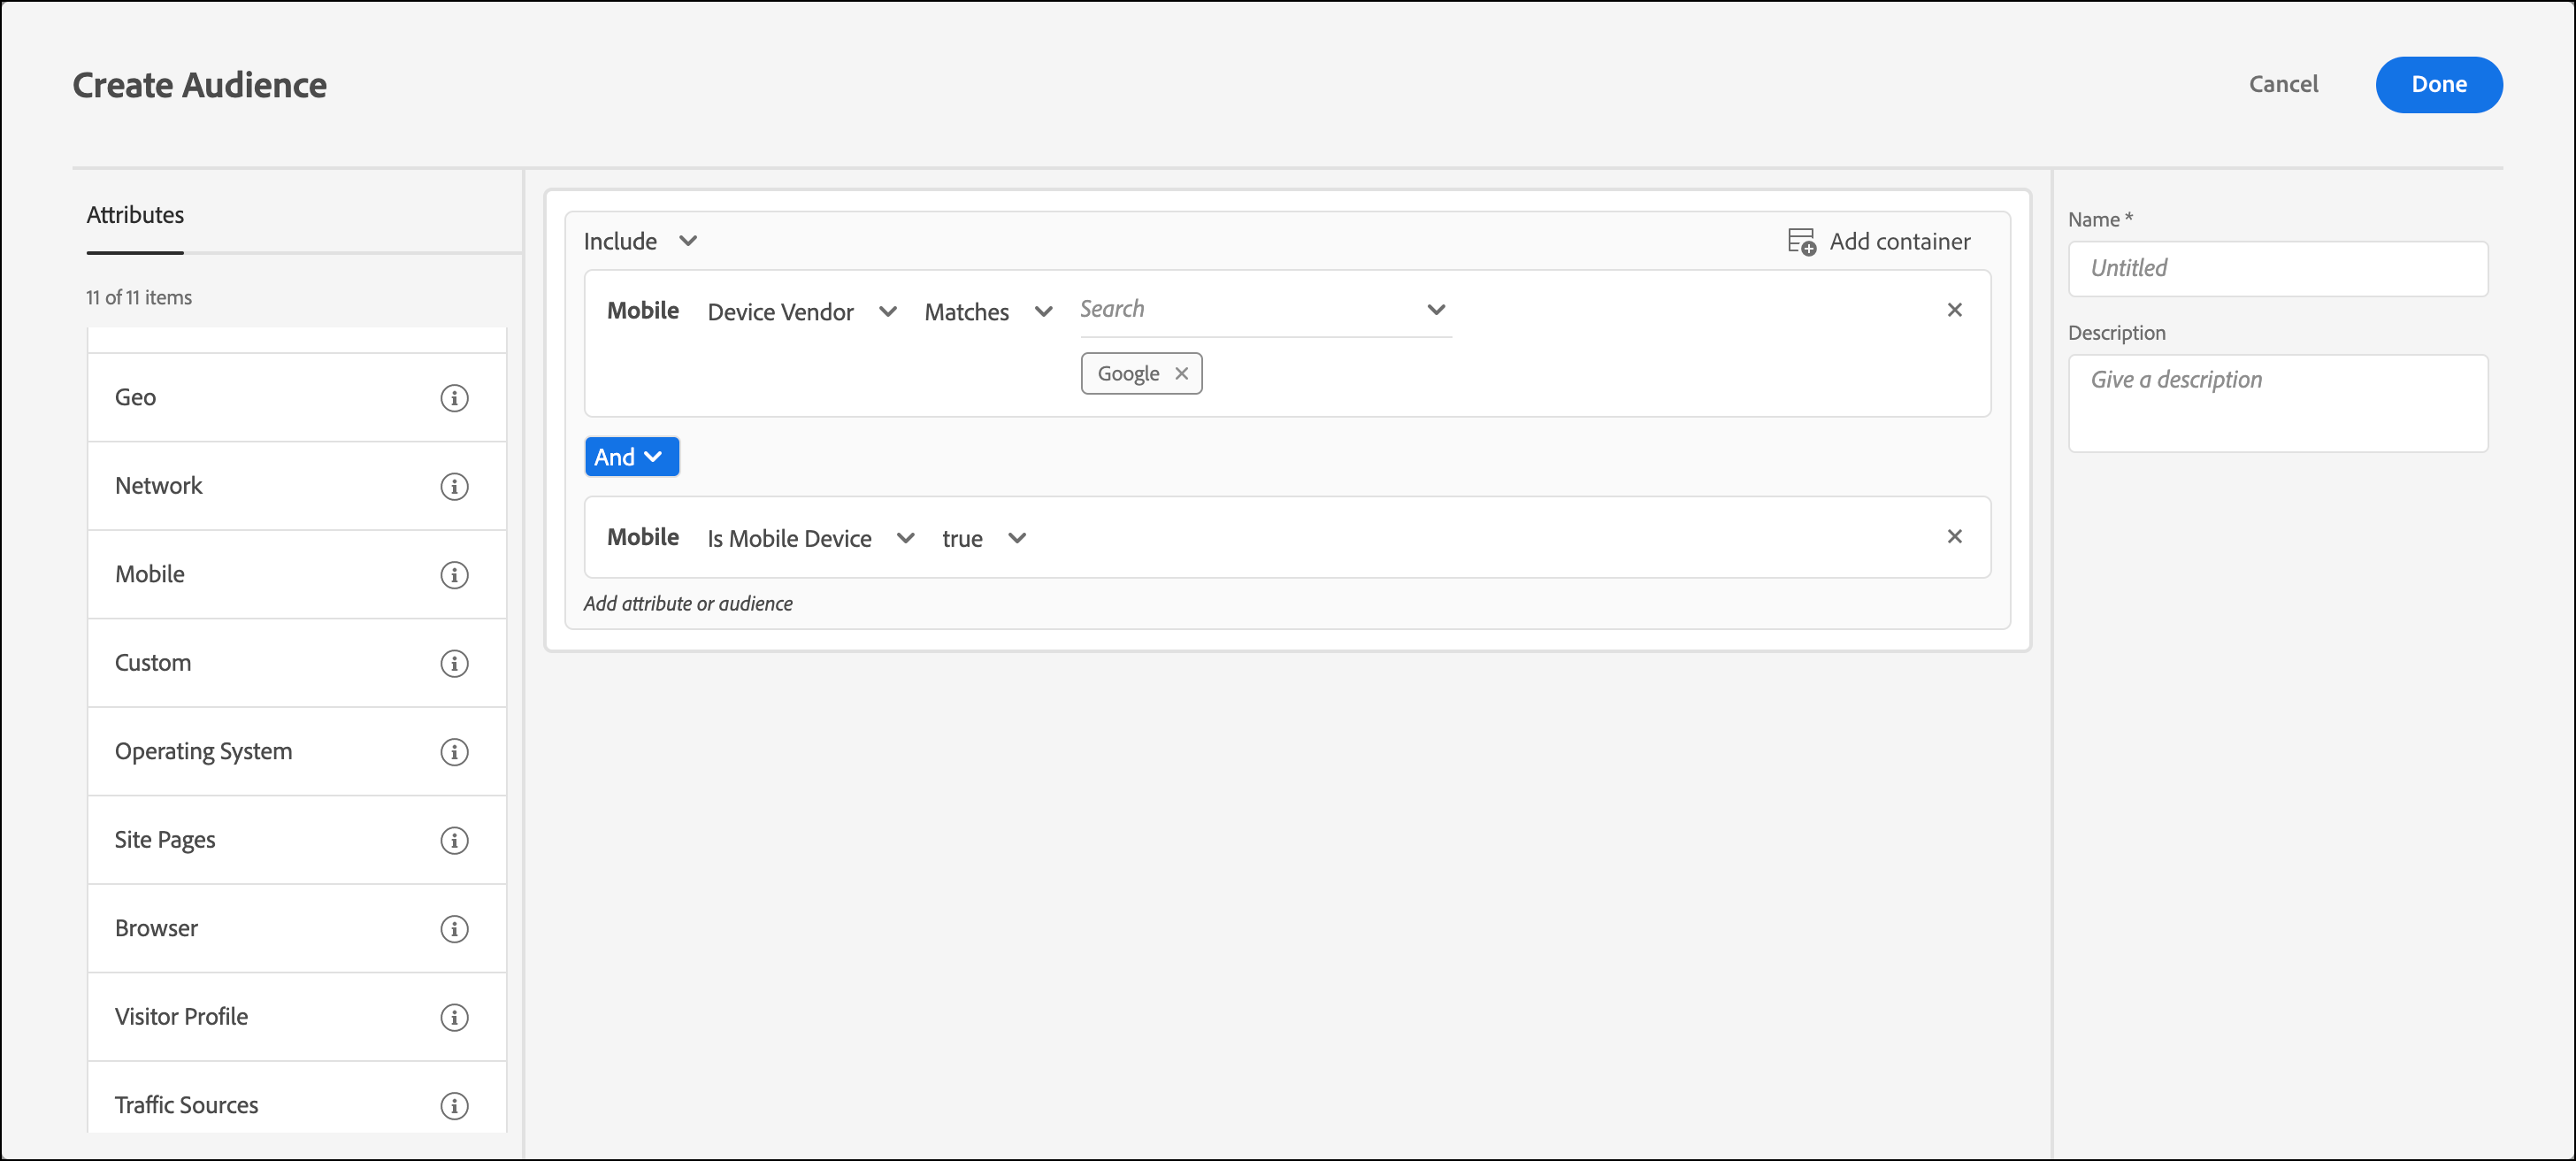 Create Audience
Cancel
Done
Attributes
11 of 11 items
Geo
Network
Mobile
Custom
Operating System
Site Pages
Browser
Visitor Profile
Traffic Sources
Include
Add container
Mobile Device Vendor Matches Search
Google
And
Mobile Is Mobile Device true
Add attribute or audience
Name *
Untitled
Description
Give a description